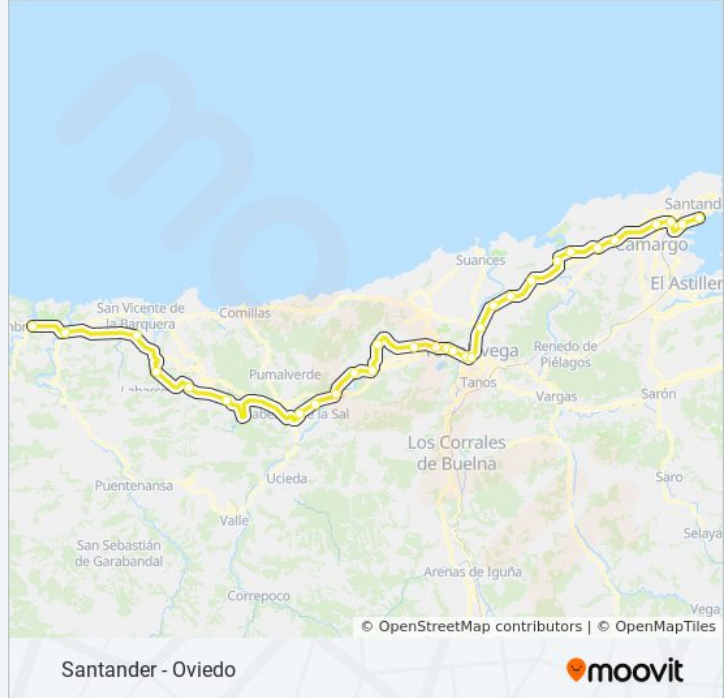 mo
Santand
Camargo
Suances
El Astiller
San Vicente de
la Barquera
Comillas
Renedo de
Piélagos
Pumalverde
Tanos
Vargas
Sarón
Los Corrales
de Buelna
Ucieda
Saro
Puentenansa
Valle
Selaya
San Sebastián
de Garabandal
Arenas de Iguña
Correpoco
Vega
© OpenStreetMap contributors | © OpenMapTiles
Santander - Oviedo
moovit